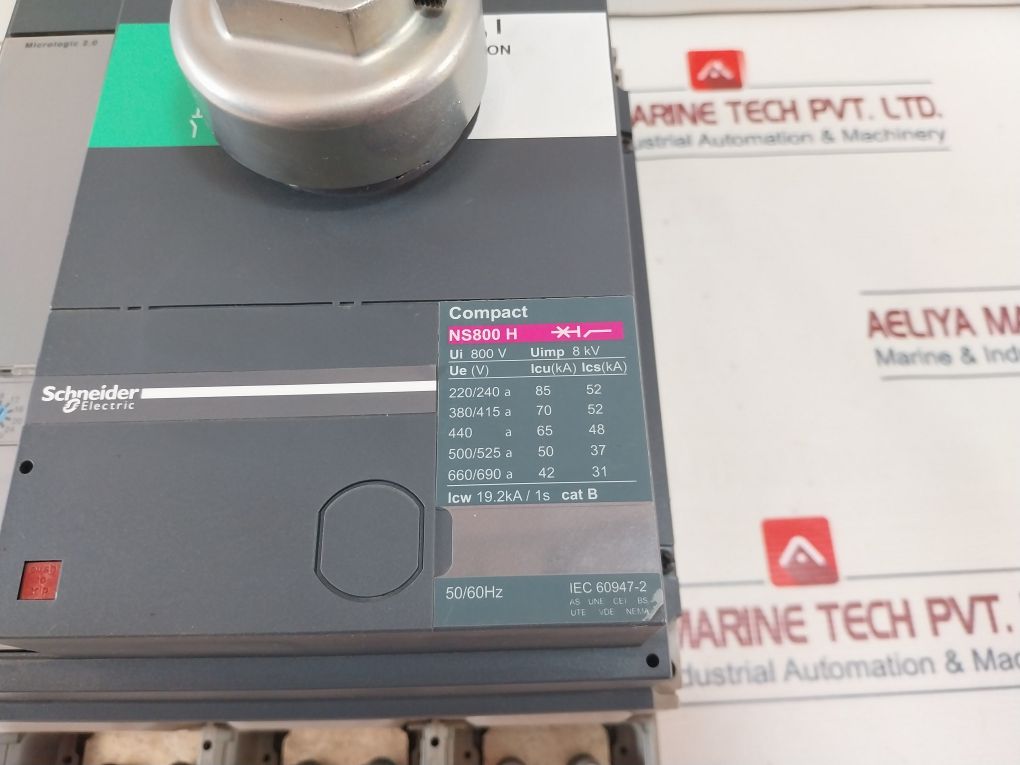 Micrologic 2.0
I
ON
Compact
NS800 H
Ui 800 V Uimp 8 kV
Ue (V) Icu(kA) Ics(kA)
220/240 a 85 52
380/415 a 70 52
440 a 65 48
500/525 a 50 37
660/690 a 42 31
Icw 19.2kA / 1s cat B
50/60Hz IEC 60947-2
AS UNE CEI BS
UTE VDE NEMA
Schneider
Electric
ARINE TECH PVT. LTD.
ustrial Automation & Machinery
AELIYA MA
Marine & Ind
MARINE TECH PVT.
dustrial Automation & Mac